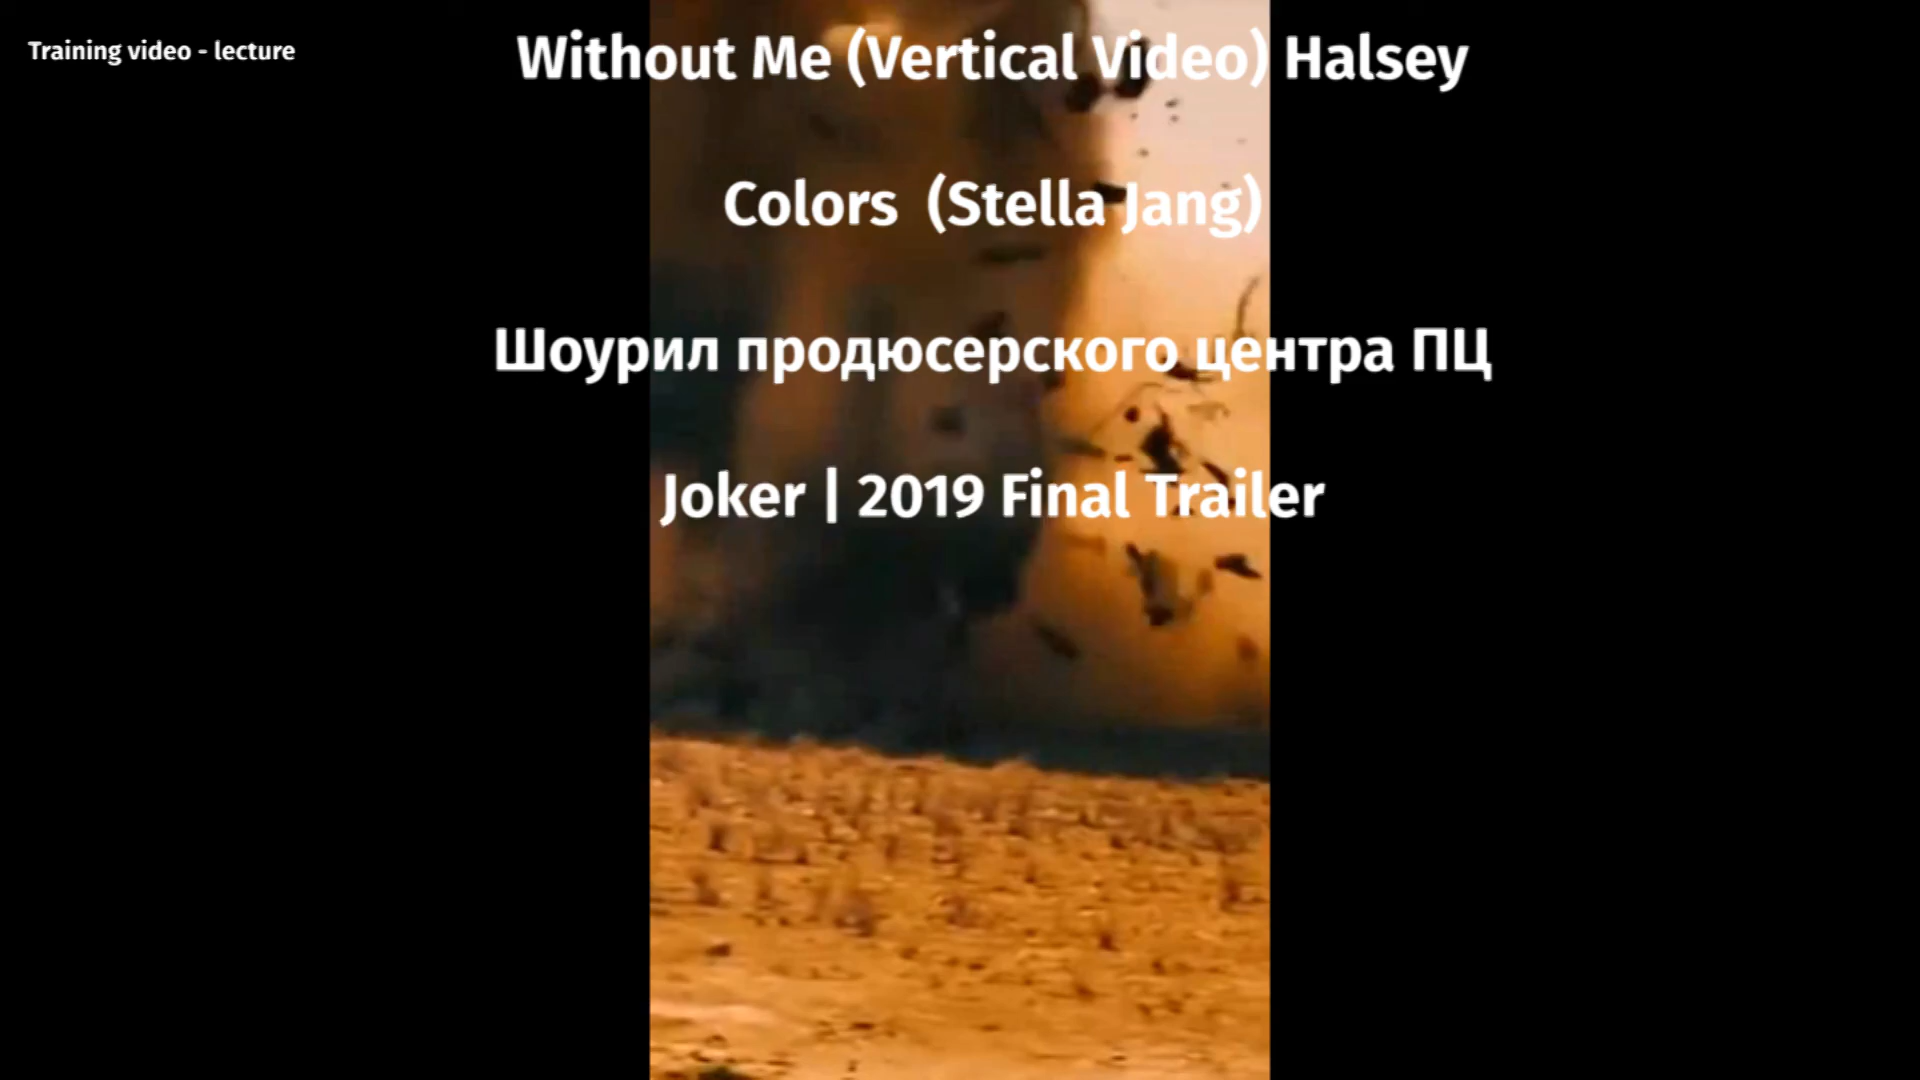 Training video - lecture
Without Me (Vertical Video) Halsey
Colors (Stella Jang)
Шоурил продюсерского центра ПЦ
Joker | 2019 Final Trailer